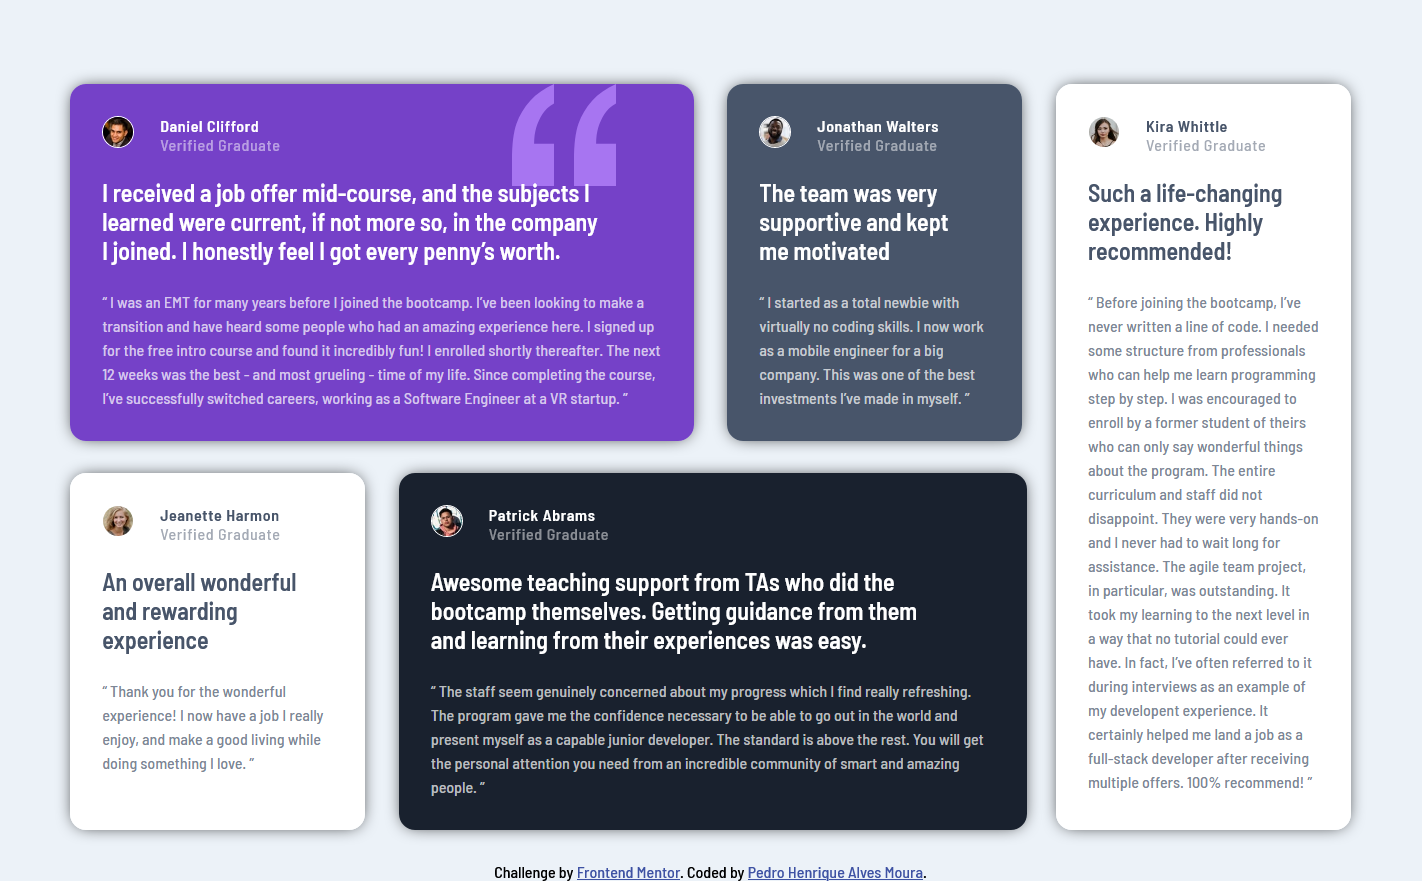 Daniel Clifford
Verified Graduate
I received a job offer mid-course, and the subjects I
learned were current, if not more so, in the company
I joined. I honestly feel I got every penny’s worth.
“ I was an EMT for many years before I joined the bootcamp. I’ve been looking to make a
transition and have heard some people who had an amazing experience here. I signed up
for the free intro course and found it incredibly fun! I enrolled shortly thereafter. The next
12 weeks was the best - and most grueling - time of my life. Since completing the course,
I’ve successfully switched careers, working as a Software Engineer at a VR startup. ”
Jonathan Walters
Verified Graduate
The team was very
supportive and kept
me motivated
“ I started as a total newbie with
virtually no coding skills. I now work
as a mobile engineer for a big
company. This was one of the best
investments I’ve made in myself. ”
Kira Whittle
Verified Graduate
Such a life-changing
experience. Highly
recommended!
“ Before joining the bootcamp, I’ve
never written a line of code. I needed
some structure from professionals
who can help me learn programming
step by step. I was encouraged to
enroll by a former student of theirs
who can only say wonderful things
about the program. The entire
curriculum and staff did not
disappoint. They were very hands-on
and I never had to wait long for
assistance. The agile team project,
in particular, was outstanding. It
took my learning to the next level in
a way that no tutorial could ever
have. In fact, I’ve often referred to it
during interviews as an example of
my developent experience. It
certainly helped me land a job as a
full-stack developer after receiving
multiple offers. 100% recommend! ”
Jeanette Harmon
Verified Graduate
An overall wonderful
and rewarding
experience
“ Thank you for the wonderful
experience! I now have a job I really
enjoy, and make a good living while
doing something I love. ”
Patrick Abrams
Verified Graduate
Awesome teaching support from TAs who did the
bootcamp themselves. Getting guidance from them
and learning from their experiences was easy.
“ The staff seem genuinely concerned about my progress which I find really refreshing.
The program gave me the confidence necessary to be able to go out in the world and
present myself as a capable junior developer. The standard is above the rest. You will get
the personal attention you need from an incredible community of smart and amazing
people. ”
Challenge by Frontend Mentor. Coded by Pedro Henrique Alves Moura.